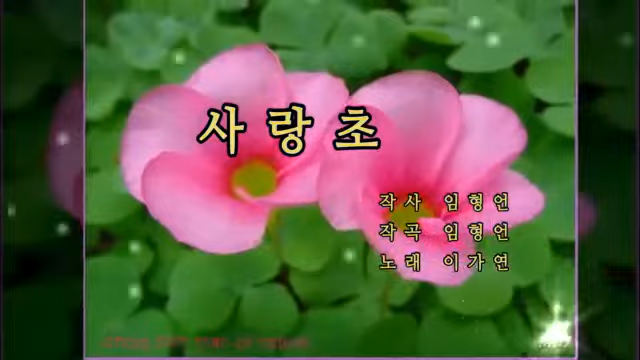 사랑초
작사 임형언
작곡 임형언
노래 이가연